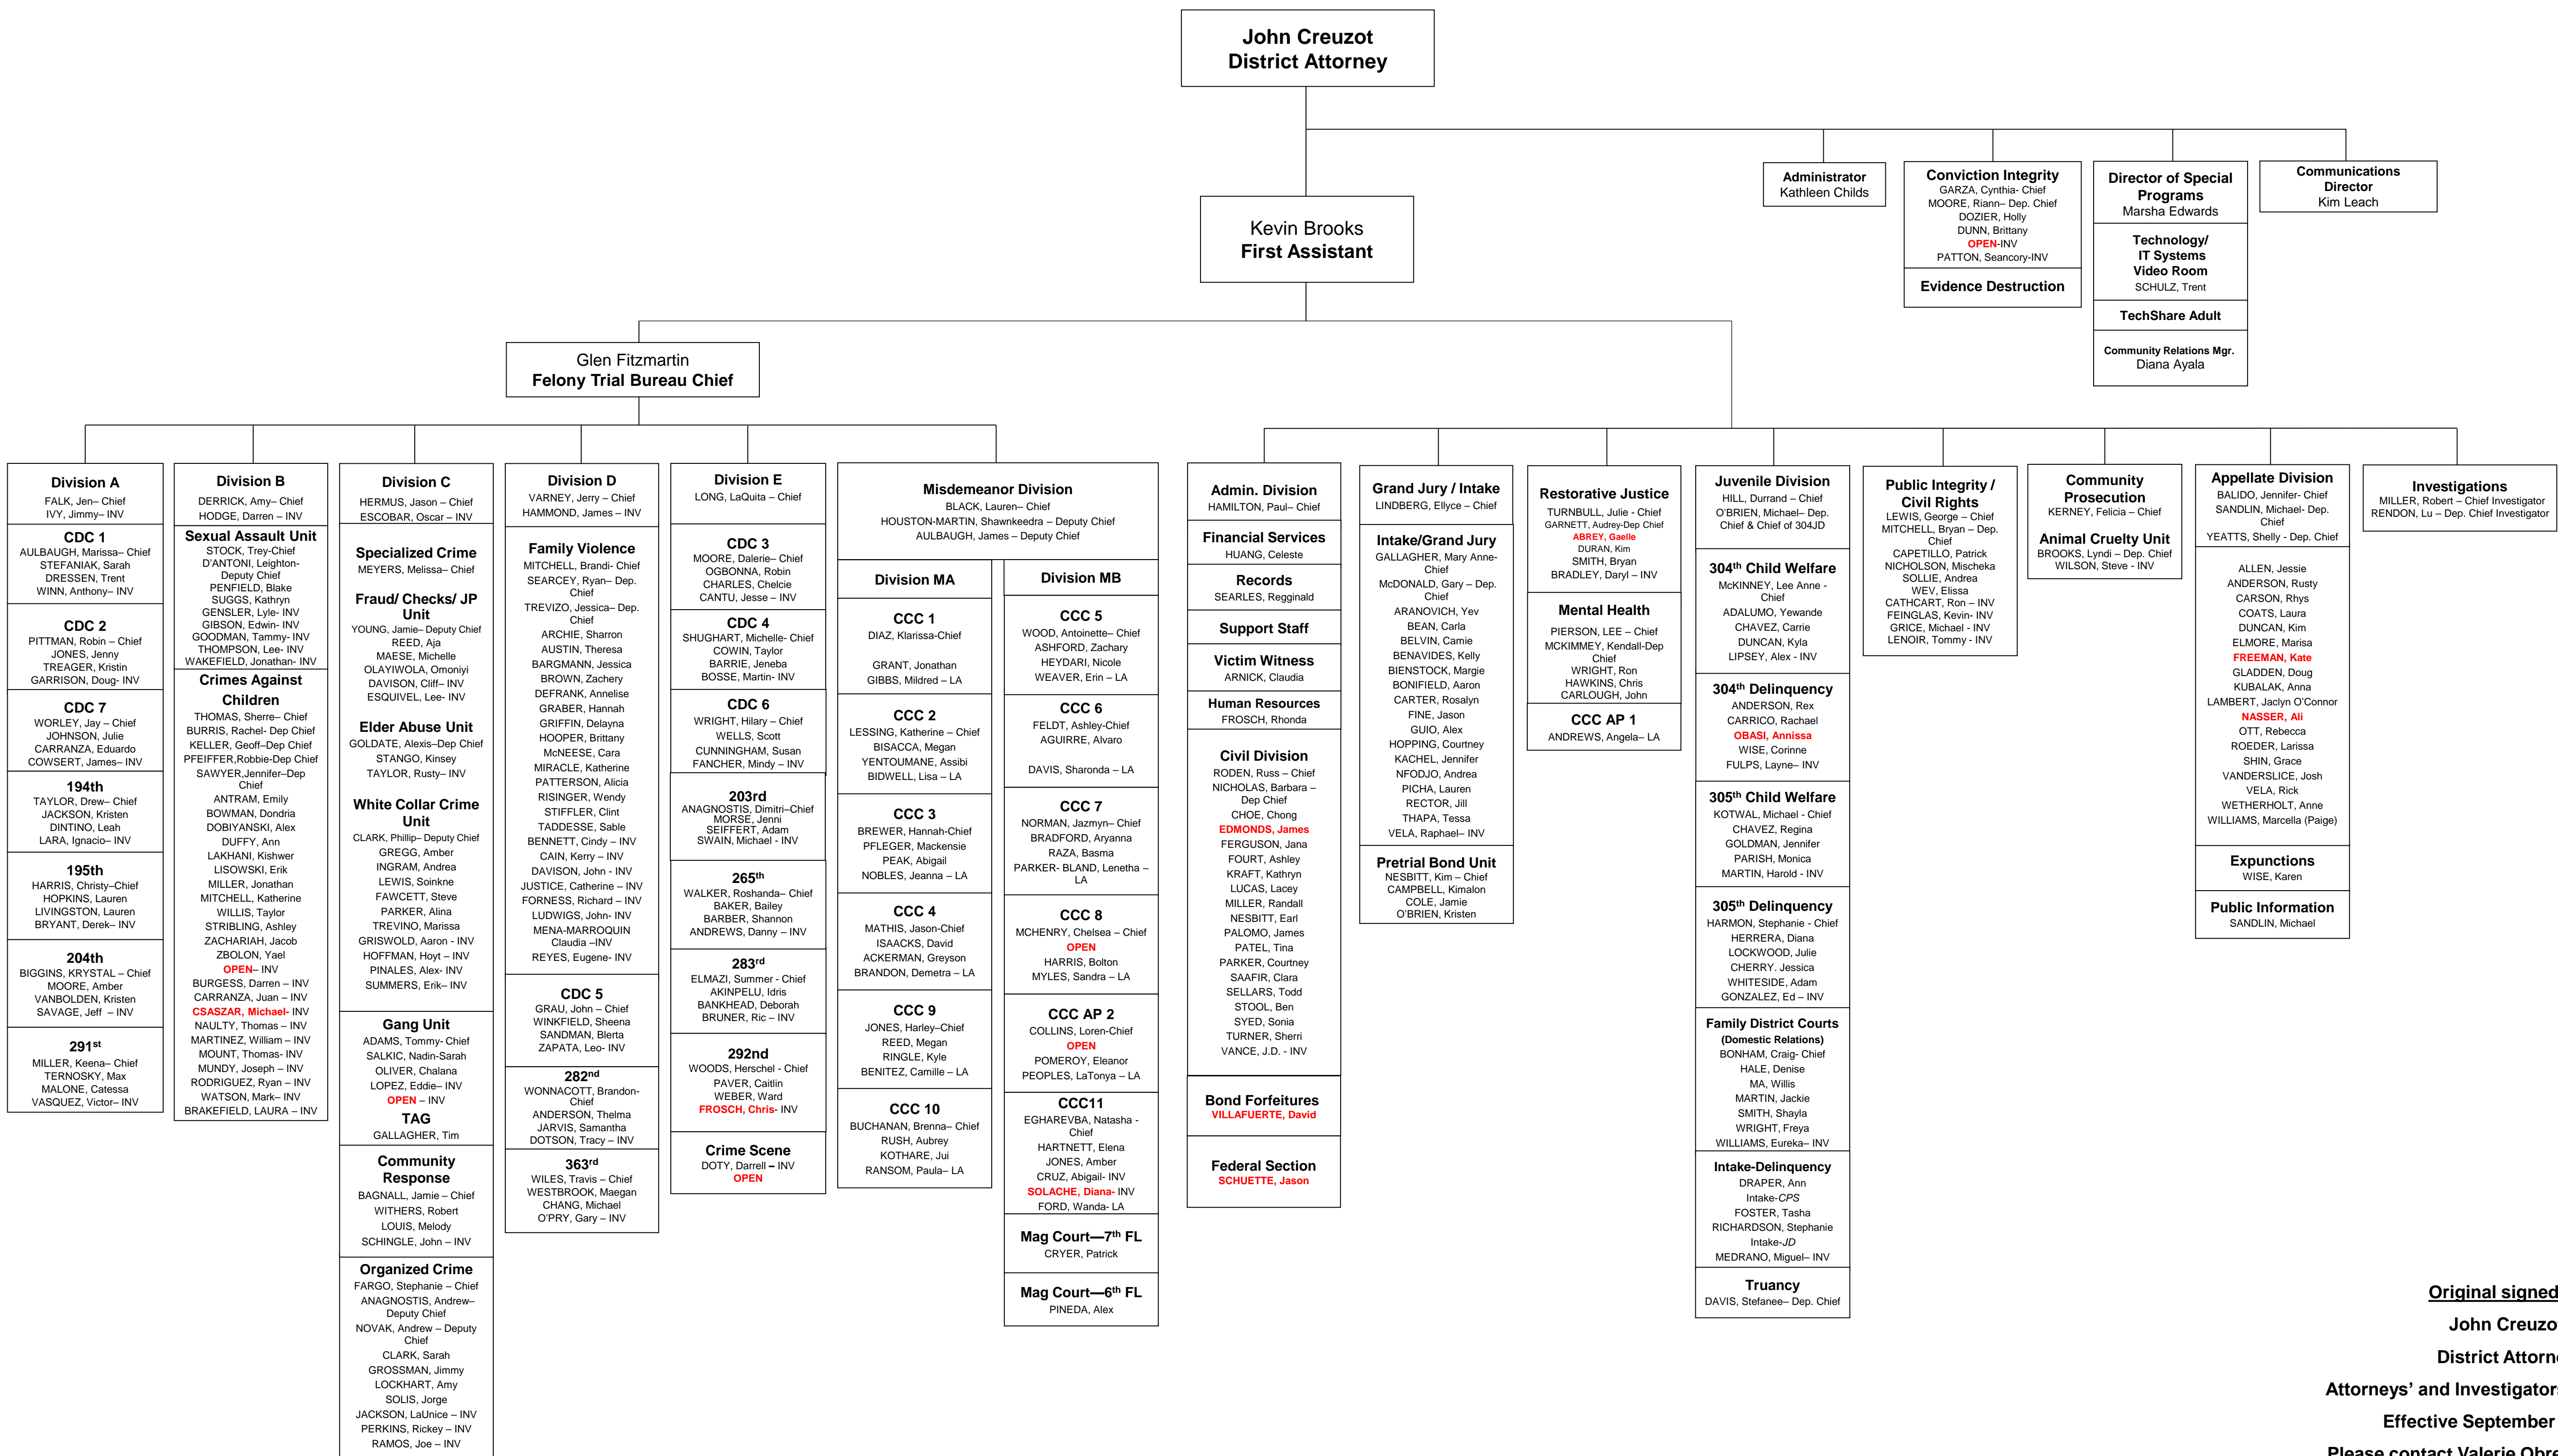 John Creuzot
District Attorney
Kevin Brooks
First Assistant
Administrator
Kathleen Childs
Conviction Integrity
GARZA, Cynthia- Chief
MOORE, Riann– Dep. Chief
DOZIER, Holly
DUNN, Brittany
OPEN-INV
PATTON, Seancory-INV
Evidence Destruction
Director of Special
Programs
Marsha Edwards
Technology/
IT Systems
Video Room
SCHULZ, Trent
TechShare Adult
Community Relations Mgr.
Diana Ayala
Communications
Director
Kim Leach
Glen Fitzmartin
Felony Trial Bureau Chief
Division A
FALK, Jen– Chief
IVY, Jimmy– INV
CDC 1
AULBAUGH, Marissa– Chief
STEFANIAK, Sarah
DRESSEN, Trent
WINN, Anthony– INV
CDC 2
PITTMAN, Robin – Chief
JONES, Jenny
TREAGER, Kristin
GARRISON, Doug- INV
CDC 7
WORLEY, Jay – Chief
JOHNSON, Julie
CARRANZA, Eduardo
COWSERT, James– INV
194th
TAYLOR, Drew– Chief
JACKSON, Kristen
DINTINO, Leah
LARA, Ignacio– INV
195th
HARRIS, Christy–Chief
HOPKINS, Lauren
LIVINGSTON, Lauren
BRYANT, Derek– INV
204th
BIGGINS, KRYSTAL – Chief
MOORE, Amber
VANBOLDEN, Kristen
SAVAGE, Jeff – INV
291st
MILLER, Keena– Chief
TERNOSKY, Max
MALONE, Catessa
VASQUEZ, Victor– INV
Division B
DERRICK, Amy– Chief
HODGE, Darren – INV
Sexual Assault Unit
STOCK, Trey-Chief
D'ANTONI, Leighton-
Deputy Chief
PENFIELD, Blake
SUGGS, Kathryn
GENSLER, Lyle- INV
GIBSON, Edwin- INV
GOODMAN, Tammy- INV
THOMPSON, Lee- INV
WAKEFIELD, Jonathan- INV
Crimes Against
Children
THOMAS, Sherre– Chief
BURRIS, Rachel- Dep Chief
KELLER, Geoff–Dep Chief
PFEIFFER,Robbie-Dep Chief
SAWYER,Jennifer–Dep
Chief
ANTRAM, Emily
BOWMAN, Dondria
DOBIYANSKI, Alex
DUFFY, Ann
LAKHANI, Kishwer
LISOWSKI, Erik
MILLER, Jonathan
MITCHELL, Katherine
WILLIS, Taylor
STRIBLING, Ashley
ZACHARIAH, Jacob
ZBOLON, Yael
OPEN– INV
BURGESS, Darren – INV
CARRANZA, Juan – INV
CSASZAR, Michael- INV
NAULTY, Thomas – INV
MARTINEZ, William – INV
MOUNT, Thomas- INV
MUNDY, Joseph – INV
RODRIGUEZ, Ryan – INV
WATSON, Mark– INV
BRAKEFIELD, LAURA – INV
Division C
HERMUS, Jason – Chief
ESCOBAR, Oscar – INV
Specialized Crime
MEYERS, Melissa– Chief
Fraud/ Checks/ JP
Unit
YOUNG, Jamie– Deputy Chief
REED, Aja
MAESE, Michelle
OLAYIWOLA, Omoniyi
DAVISON, Cliff– INV
ESQUIVEL, Lee- INV
Elder Abuse Unit
GOLDATE, Alexis–Dep Chief
STANGO, Kinsey
TAYLOR, Rusty– INV
White Collar Crime
Unit
CLARK, Phillip– Deputy Chief
GREGG, Amber
INGRAM, Andrea
LEWIS, Soinkne
FAWCETT, Steve
PARKER, Alina
TREVINO, Marissa
GRISWOLD, Aaron - INV
HOFFMAN, Hoyt – INV
PINALES, Alex- INV
SUMMERS, Erik– INV
Gang Unit
ADAMS, Tommy- Chief
SALKIC, Nadin-Sarah
OLIVER, Chalana
LOPEZ, Eddie– INV
OPEN – INV
TAG
GALLAGHER, Tim
Community
Response
BAGNALL, Jamie – Chief
WITHERS, Robert
LOUIS, Melody
SCHINGLE, John – INV
Organized Crime
FARGO, Stephanie – Chief
ANAGNOSTIS, Andrew–
Deputy Chief
NOVAK, Andrew – Deputy
Chief
CLARK, Sarah
GROSSMAN, Jimmy
LOCKHART, Amy
SOLIS, Jorge
JACKSON, LaUnice – INV
PERKINS, Rickey – INV
RAMOS, Joe – INV
Division D
VARNEY, Jerry – Chief
HAMMOND, James – INV
Family Violence
MITCHELL, Brandi- Chief
SEARCEY, Ryan– Dep.
Chief
TREVIZO, Jessica– Dep.
Chief
ARCHIE, Sharron
AUSTIN, Theresa
BARGMANN, Jessica
BROWN, Zachery
DEFRANK, Annelise
GRABER, Hannah
GRIFFIN, Delayna
HOOPER, Brittany
McNEESE, Cara
MIRACLE, Katherine
PATTERSON, Alicia
RISINGER, Wendy
STIFFLER, Clint
TADDESSE, Sable
BENNETT, Cindy – INV
CAIN, Kerry – INV
DAVISON, John - INV
JUSTICE, Catherine – INV
FORNESS, Richard – INV
LUDWIGS, John- INV
MENA-MARROQUIN
Claudia –INV
REYES, Eugene- INV
CDC 5
GRAU, John – Chief
WINKFIELD, Sheena
SANDMAN, Blerta
ZAPATA, Leo- INV
282nd
WONNACOTT, Brandon-
Chief
ANDERSON, Thelma
JARVIS, Samantha
DOTSON, Tracy – INV
363rd
WILES, Travis – Chief
WESTBROOK, Maegan
CHANG, Michael
O'PRY, Gary – INV
Division E
LONG, LaQuita – Chief
CDC 3
MOORE, Dalerie– Chief
OGBONNA, Robin
CHARLES, Chelcie
CANTU, Jesse – INV
CDC 4
SHUGHART, Michelle- Chief
COWIN, Taylor
BARRIE, Jeneba
BOSSE, Martin- INV
CDC 6
WRIGHT, Hilary – Chief
WELLS, Scott
CUNNINGHAM, Susan
FANCHER, Mindy – INV
203rd
ANAGNOSTIS, Dimitri–Chief
MORSE, Jenni
SEIFFERT, Adam
SWAIN, Michael - INV
265th
WALKER, Roshanda– Chief
BAKER, Bailey
BARBER, Shannon
ANDREWS, Danny – INV
283rd
ELMAZI, Summer - Chief
AKINPELU, Idris
BANKHEAD, Deborah
BRUNER, Ric – INV
292nd
WOODS, Herschel - Chief
PAVER, Caitlin
WEBER, Ward
FROSCH, Chris- INV
Crime Scene
DOTY, Darrell – INV
OPEN
Misdemeanor Division
BLACK, Lauren– Chief
HOUSTON-MARTIN, Shawnkeedra – Deputy Chief
AULBAUGH, James – Deputy Chief
Division MA
CCC 1
DIAZ, Klarissa-Chief
GRANT, Jonathan
GIBBS, Mildred – LA
CCC 2
LESSING, Katherine – Chief
BISACCA, Megan
YENTOUMANE, Assibi
BIDWELL, Lisa – LA
CCC 3
BREWER, Hannah-Chief
PFLEGER, Mackensie
PEAK, Abigail
NOBLES, Jeanna – LA
CCC 4
MATHIS, Jason-Chief
ISAACKS, David
ACKERMAN, Greyson
BRANDON, Demetra – LA
CCC 9
JONES, Harley–Chief
REED, Megan
RINGLE, Kyle
BENITEZ, Camille – LA
CCC 10
BUCHANAN, Brenna– Chief
RUSH, Aubrey
KOTHARE, Jui
RANSOM, Paula– LA
Division MB
CCC 5
WOOD, Antoinette– Chief
ASHFORD, Zachary
HEYDARI, Nicole
WEAVER, Erin – LA
CCC 6
FELDT, Ashley-Chief
AGUIRRE, Alvaro
DAVIS, Sharonda – LA
CCC 7
NORMAN, Jazmyn– Chief
BRADFORD, Aryanna
RAZA, Basma
PARKER- BLAND, Lenetha –
LA
CCC 8
MCHENRY, Chelsea – Chief
OPEN
HARRIS, Bolton
MYLES, Sandra – LA
CCC AP 2
COLLINS, Loren-Chief
OPEN
POMEROY, Eleanor
PEOPLES, LaTonya – LA
CCC11
EGHAREVBA, Natasha -
Chief
HARTNETT, Elena
JONES, Amber
CRUZ, Abigail- INV
SOLACHE, Diana- INV
FORD, Wanda- LA
Mag Court—7th FL
CRYER, Patrick
Mag Court—6th FL
PINEDA, Alex
Admin. Division
HAMILTON, Paul– Chief
Financial Services
HUANG, Celeste
Records
SEARLES, Regginald
Support Staff
Victim Witness
ARNICK, Claudia
Human Resources
FROSCH, Rhonda
Civil Division
RODEN, Russ – Chief
NICHOLAS, Barbara –
Dep Chief
CHOE, Chong
EDMONDS, James
FERGUSON, Jana
FOURT, Ashley
KRAFT, Kathryn
LUCAS, Lacey
MILLER, Randall
NESBITT, Earl
PALOMO, James
PATEL, Tina
PARKER, Courtney
SAAFIR, Clara
SELLARS, Todd
STOOL, Ben
SYED, Sonia
TURNER, Sherri
VANCE, J.D. - INV
Bond Forfeitures
VILLAFUERTE, David
Federal Section
SCHUETTE, Jason
Grand Jury / Intake
LINDBERG, Ellyce – Chief
Intake/Grand Jury
GALLAGHER, Mary Anne-
Chief
McDONALD, Gary – Dep.
Chief
ARANOVICH, Yev
BEAN, Carla
BELVIN, Camie
BENAVIDES, Kelly
BIENSTOCK, Margie
BONIFIELD, Aaron
CARTER, Rosalyn
FINE, Jason
GUIO, Alex
HOPPING, Courtney
KACHEL, Jennifer
NFODJO, Andrea
PICHA, Lauren
RECTOR, Jill
THAPA, Tessa
VELA, Raphael– INV
Pretrial Bond Unit
NESBITT, Kim – Chief
CAMPBELL, Kimalon
COLE, Jamie
O'BRIEN, Kristen
Restorative Justice
TURNBULL, Julie - Chief
GARNETT, Audrey-Dep Chief
ABREY, Gaelle
DURAN, Kim
SMITH, Bryan
BRADLEY, Daryl – INV
Mental Health
PIERSON, LEE – Chief
MCKIMMEY, Kendall-Dep
Chief
WRIGHT, Ron
HAWKINS, Chris
CARLOUGH, John
CCC AP 1
ANDREWS, Angela– LA
Juvenile Division
HILL, Durrand – Chief
O'BRIEN, Michael– Dep.
Chief & Chief of 304JD
304th Child Welfare
McKINNEY, Lee Anne -
Chief
ADALUMO, Yewande
CHAVEZ, Carrie
DUNCAN, Kyla
LIPSEY, Alex - INV
304th Delinquency
ANDERSON, Rex
CARRICO, Rachael
OBASI, Annissa
WISE, Corinne
FULPS, Layne– INV
305th Child Welfare
KOTWAL, Michael - Chief
CHAVEZ, Regina
GOLDMAN, Jennifer
PARISH, Monica
MARTIN, Harold - INV
305th Delinquency
HARMON, Stephanie - Chief
HERRERA, Diana
LOCKWOOD, Julie
CHERRY. Jessica
WHITESIDE, Adam
GONZALEZ, Ed – INV
Family District Courts
(Domestic Relations)
BONHAM, Craig- Chief
HALE, Denise
MA, Willis
MARTIN, Jackie
SMITH, Shayla
WRIGHT, Freya
WILLIAMS, Eureka– INV
Intake-Delinquency
DRAPER, Ann
Intake-CPS
FOSTER, Tasha
RICHARDSON, Stephanie
Intake-JD
MEDRANO, Miguel– INV
Truancy
DAVIS, Stefanee– Dep. Chief
Public Integrity /
Civil Rights
LEWIS, George – Chief
MITCHELL, Bryan – Dep.
Chief
CAPETILLO, Patrick
NICHOLSON, Mischeka
SOLLIE, Andrea
WEV, Elissa
CATHCART, Ron – INV
FEINGLAS, Kevin- INV
GRICE, Michael - INV
LENOIR, Tommy - INV
Community
Prosecution
KERNEY, Felicia – Chief
Animal Cruelty Unit
BROOKS, Lyndi – Dep. Chief
WILSON, Steve - INV
Appellate Division
BALIDO, Jennifer- Chief
SANDLIN, Michael- Dep.
Chief
YEATTS, Shelly - Dep. Chief
ALLEN, Jessie
ANDERSON, Rusty
CARSON, Rhys
COATS, Laura
DUNCAN, Kim
ELMORE, Marisa
FREEMAN, Kate
GLADDEN, Doug
KUBALAK, Anna
LAMBERT, Jaclyn O'Connor
NASSER, Ali
OTT, Rebecca
ROEDER, Larissa
SHIN, Grace
VANDERSLICE, Josh
VELA, Rick
WETHERHOLT, Anne
WILLIAMS, Marcella (Paige)
Expunctions
WISE, Karen
Public Information
SANDLIN, Michael
Investigations
MILLER, Robert – Chief Investigator
RENDON, Lu – Dep. Chief Investigator
Original signed
John Creuzo
District Attorn
Attorneys' and Investigators
Effective September
Please contact Valerie Obre